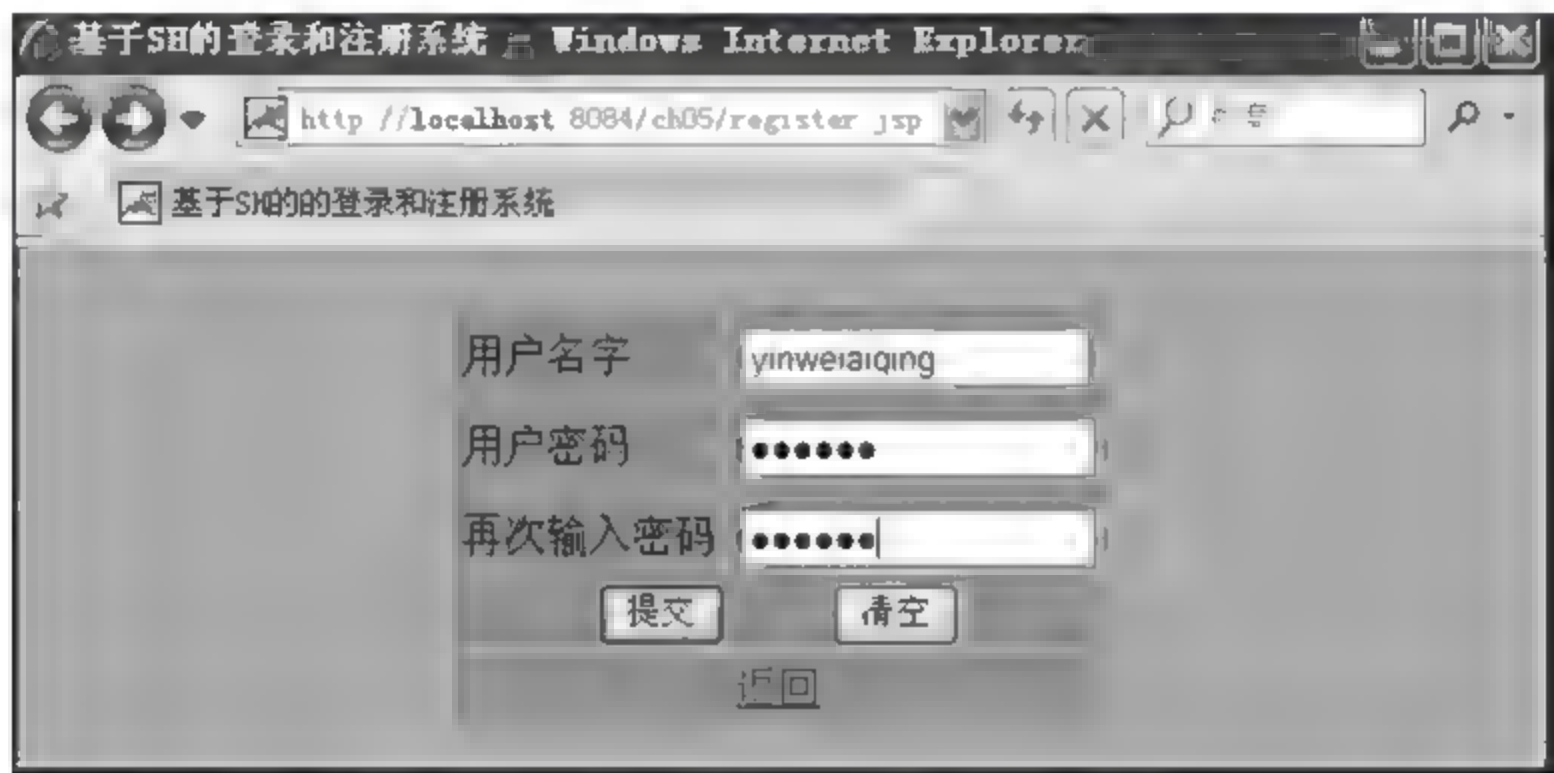 基于SH的登录和注册系统 - Windows Internet Explorer
http //localhost 8084/ch05/register jsp
基于SH的的登录和注册系统
用户名字 yinweiaiqing
用户密码 ●●●●●●
再次输入密码 ●●●●●●
提交 清空
返回